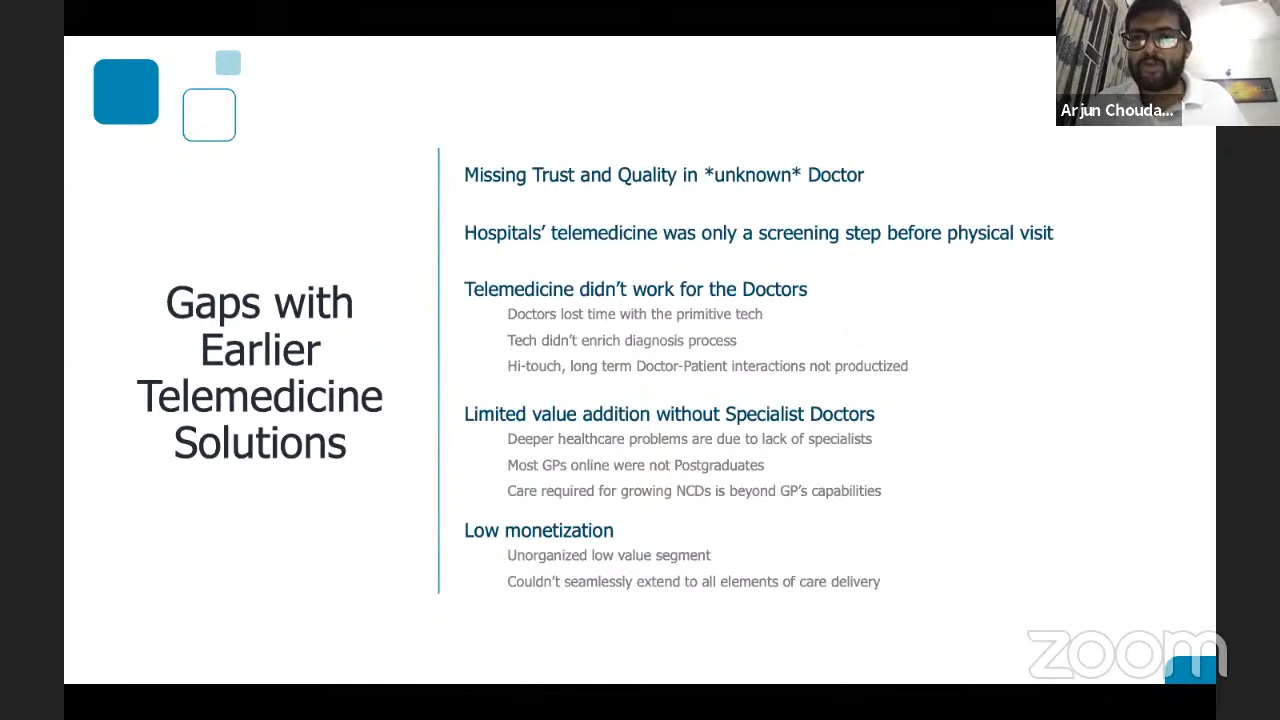 Arjun Chouda...
Missing Trust and Quality in *unknown* Doctor
Hospitals’ telemedicine was only a screening step before physical visit
Gaps with
Earlier
Telemedicine
Solutions
Telemedicine didn’t work for the Doctors
Doctors lost time with the primitive tech
Tech didn’t enrich diagnosis process
Hi-touch, long term Doctor-Patient interactions not productized
Limited value addition without Specialist Doctors
Deeper healthcare problems are due to lack of specialists
Most GPs online were not Postgraduates
Care required for growing NCDs is beyond GP’s capabilities
Low monetization
Unorganized low value segment
Couldn’t seamlessly extend to all elements of care delivery
zoom